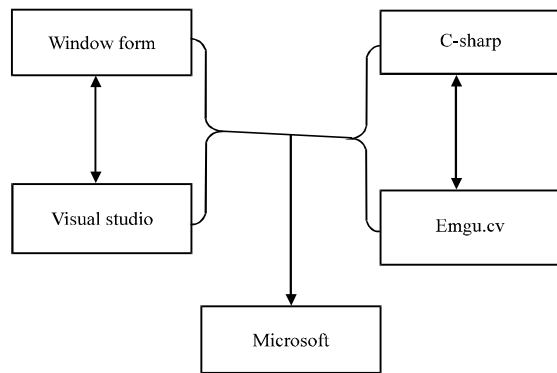 Window form
C-sharp
Visual studio
Emgu.cv
Microsoft